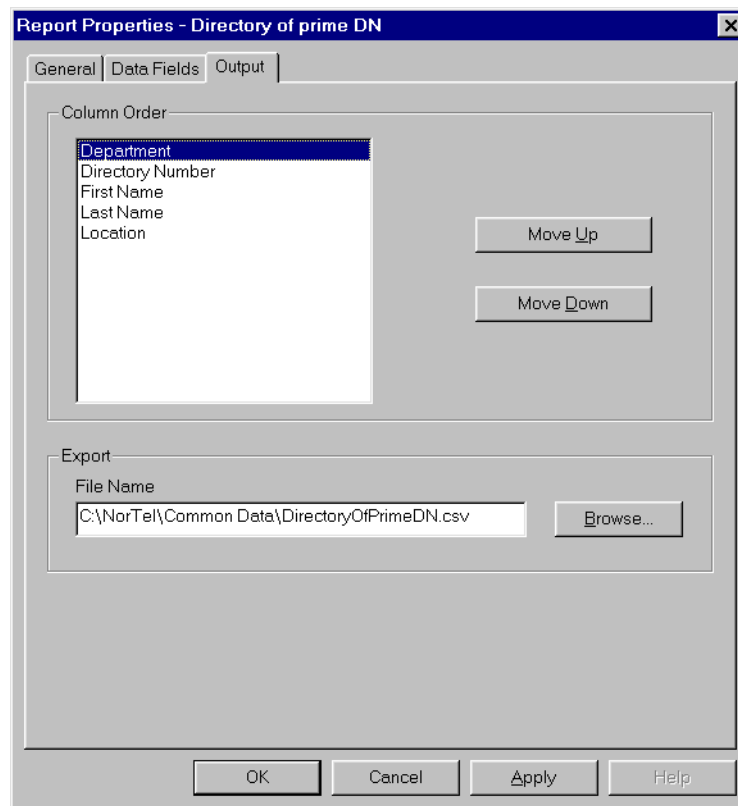 Report Properties - Directory of prime DN
General Data Fields Output
Column Order
Department
Directory Number
First Name
Last Name
Location
Move Up
Move Down
Export
File Name
C:\NorTel\Common Data\DirectoryOfPrimeDN.csv
Browse...
OK Cancel Apply Help